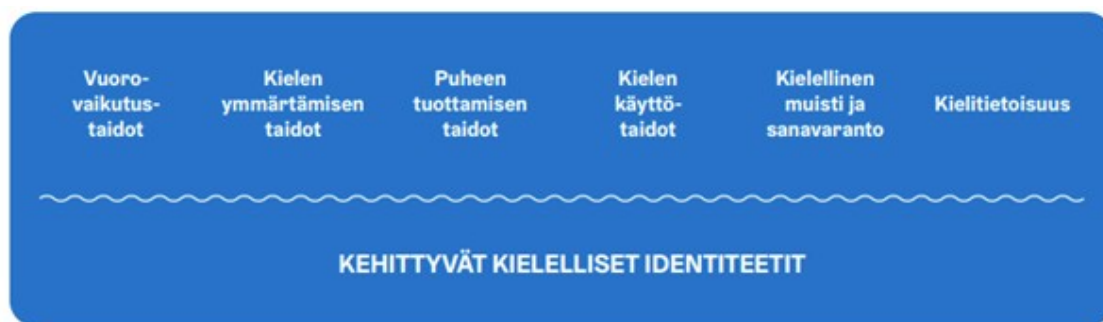 Vuoro-
vaikutus-
taidot
Kielen
ymmärtämisen
taidot
Puheen
tuottamisen
taidot
Kielen
käyttö-
taidot
Kielellinen
muisti ja
sanavaranto
Kielitietoisuus
KEHITTYVÄT KIELELLISET IDENTITEETIT